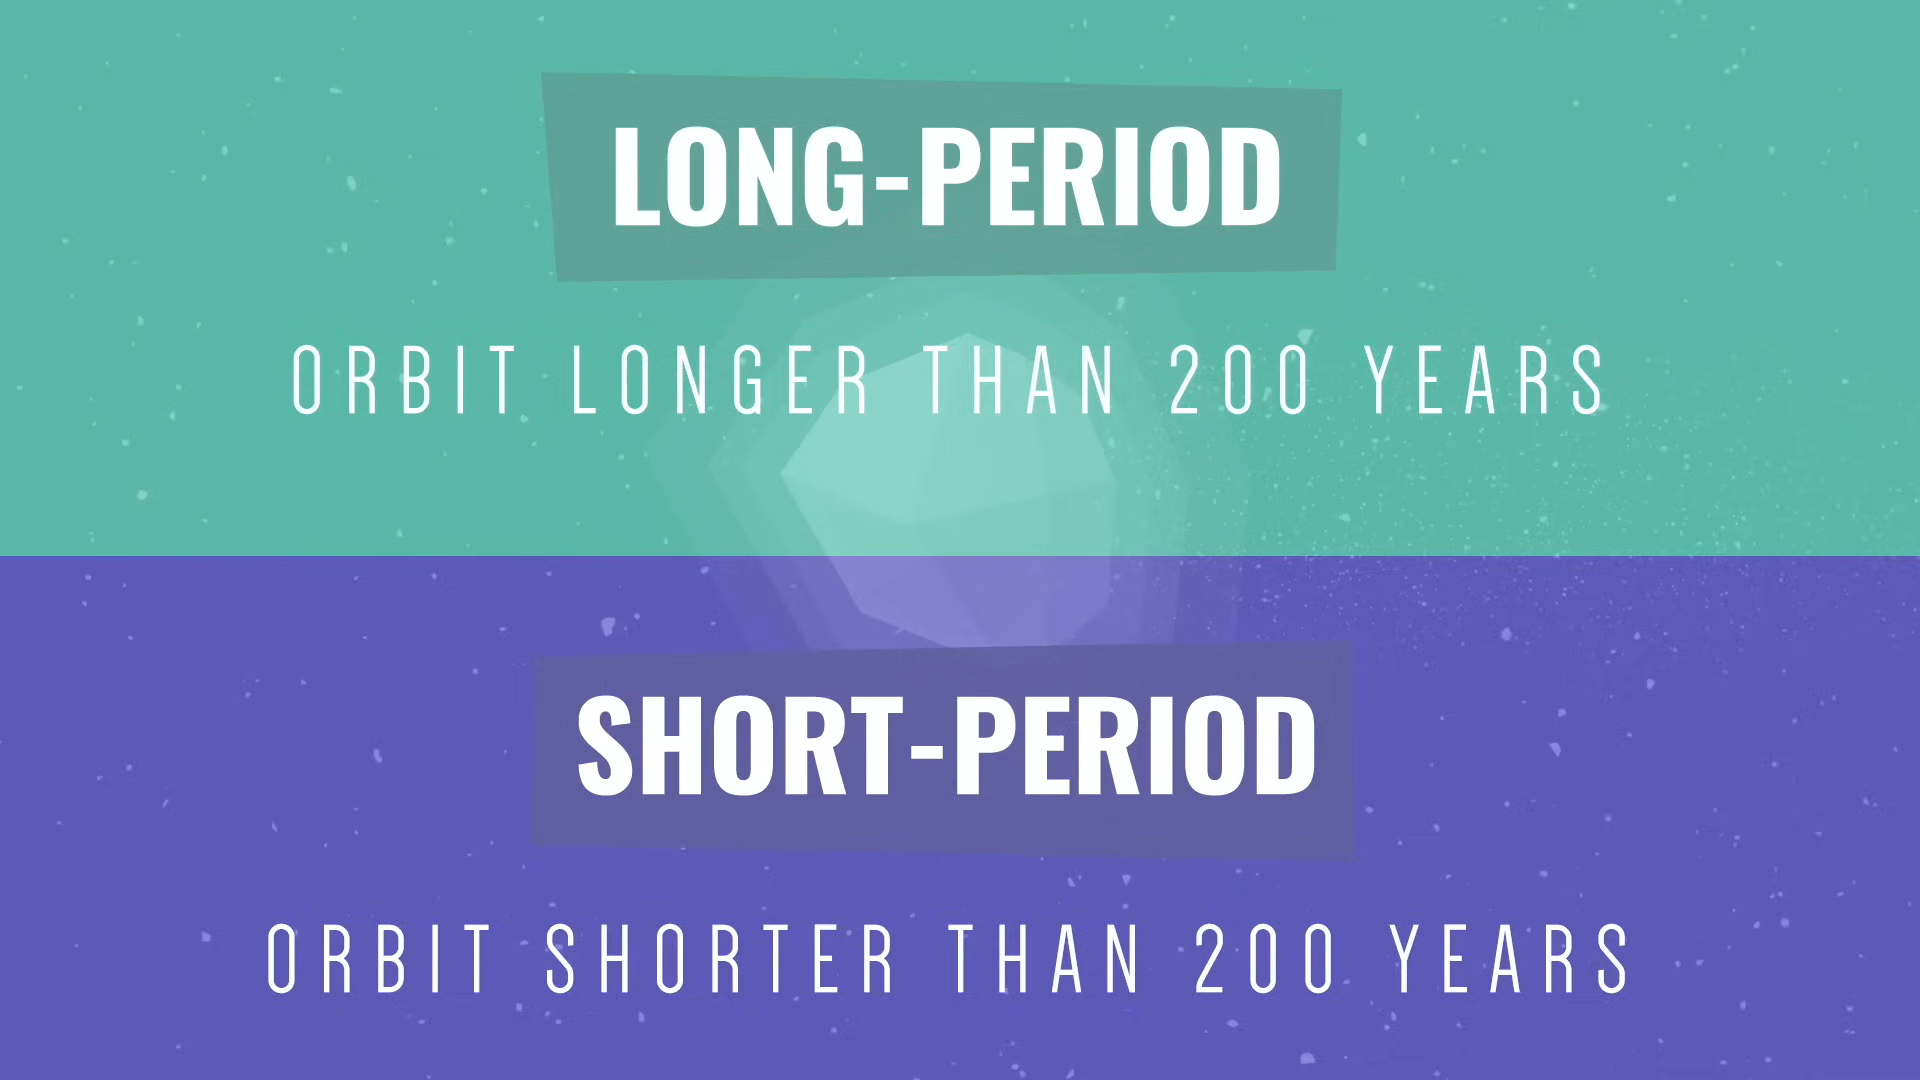 LONG-PERIOD
ORBIT LONGER THAN 200 YEARS
SHORT-PERIOD
ORBIT SHORTER THAN 200 YEARS